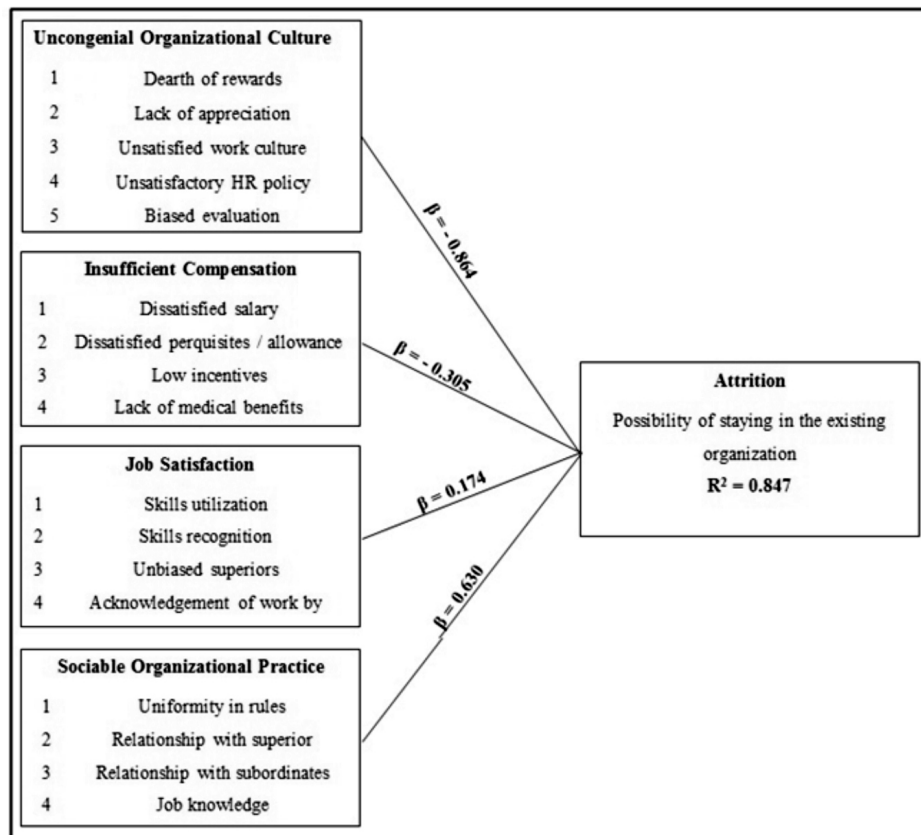 Uncongenial Organizational Culture
1 Dearth of rewards
2 Lack of appreciation
3 Unsatisfied work culture
4 Unsatisfactory HR policy
5 Biased evaluation
β = - 0.864
Insufficient Compensation
1 Dissatisfied salary
2 Dissatisfied perquisites / allowance
3 Low incentives
4 Lack of medical benefits
β = - 0.305
Job Satisfaction
1 Skills utilization
2 Skills recognition
3 Unbiased superiors
4 Acknowledgement of work by
β = 0.174
Sociable Organizational Practice
1 Uniformity in rules
2 Relationship with superior
3 Relationship with subordinates
4 Job knowledge
β = 0.630
Attrition
Possibility of staying in the existing
organization
R² = 0.847